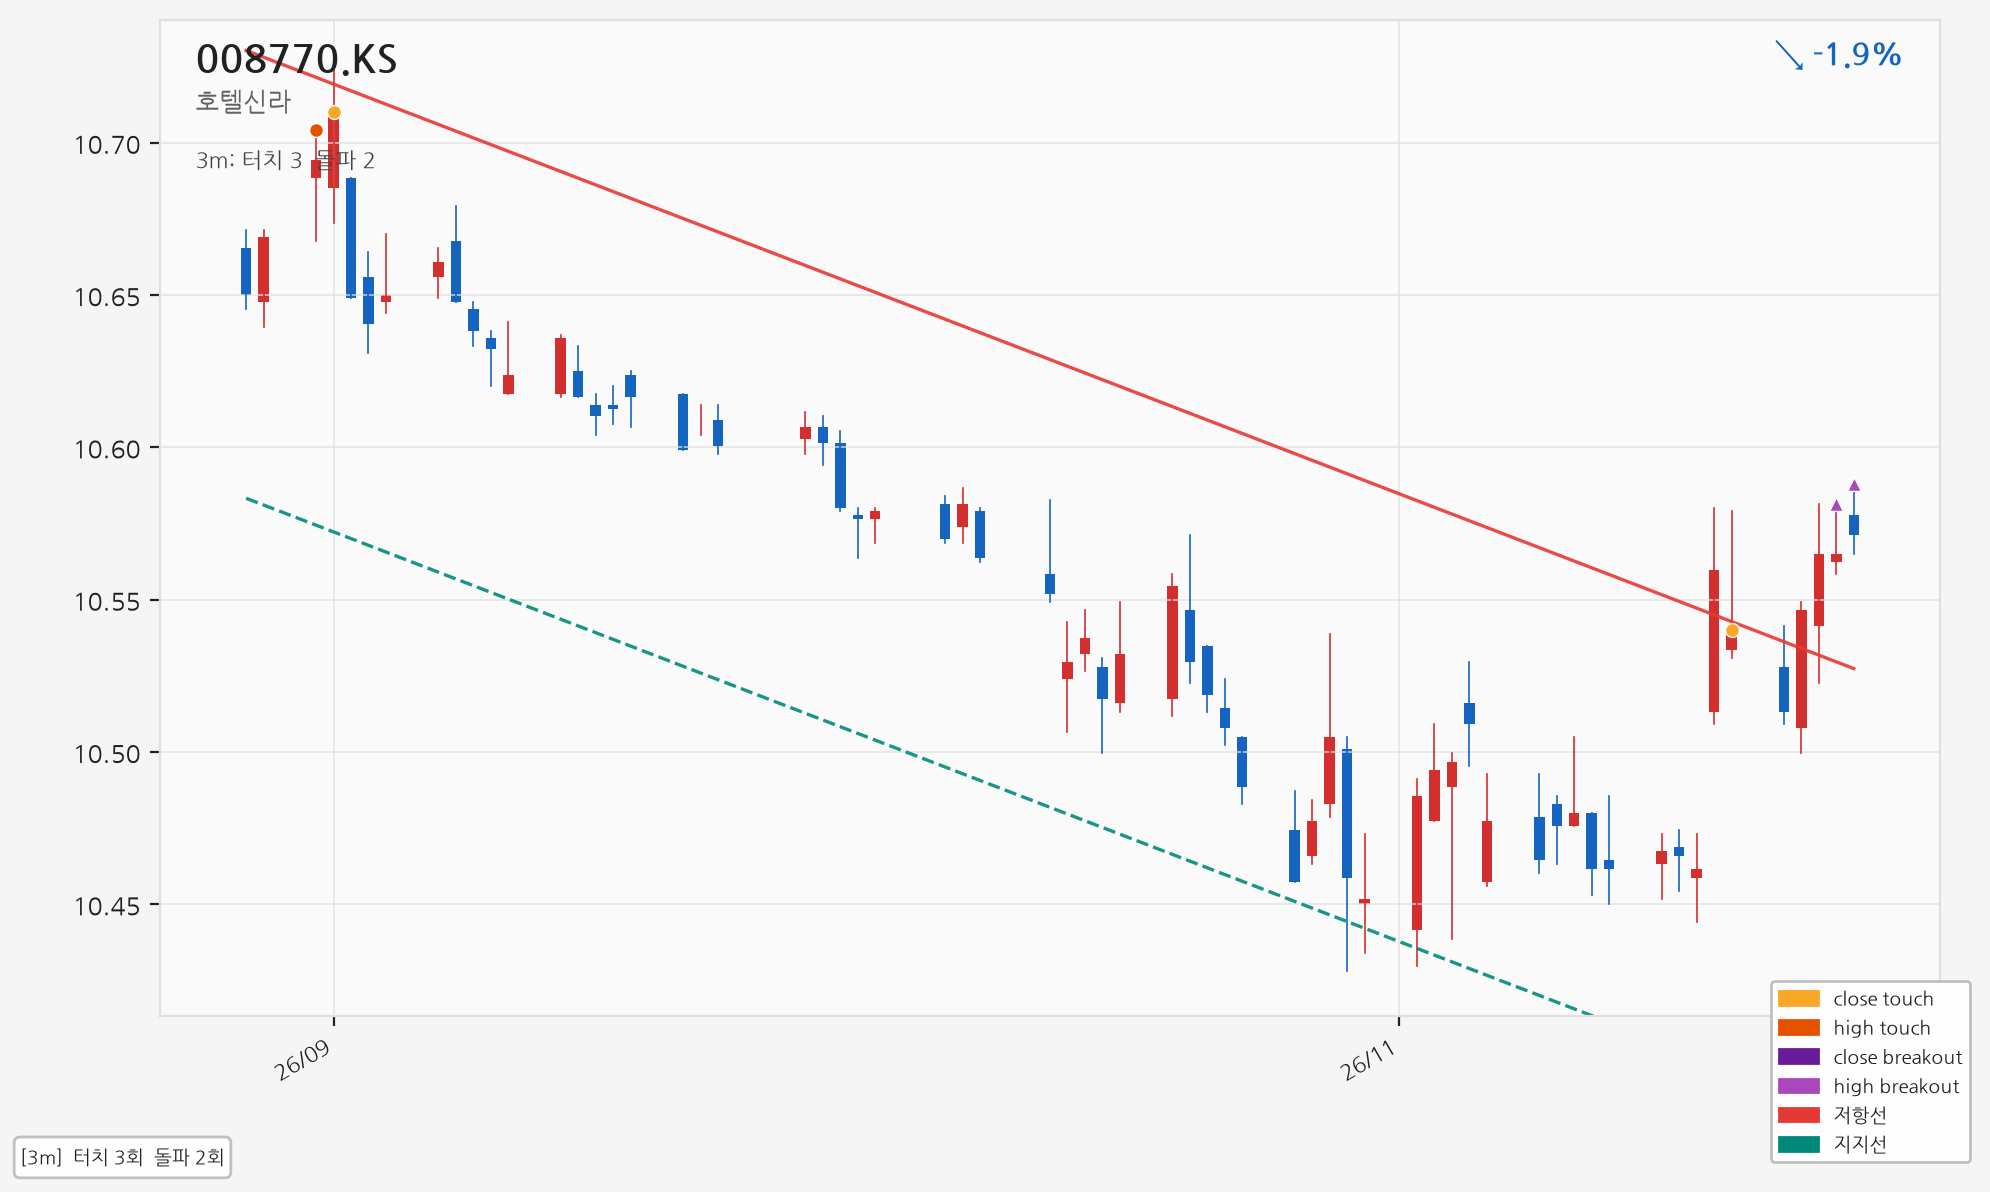 008770.KS
호텔신라
3m: 터치 3  돌파 2
-1.9%
10.70
10.65
10.60
10.55
10.50
10.45
26/09
26/11
close touch
high touch
close breakout
high breakout
저항선
지지선
[3m]  터치 3회  돌파 2회